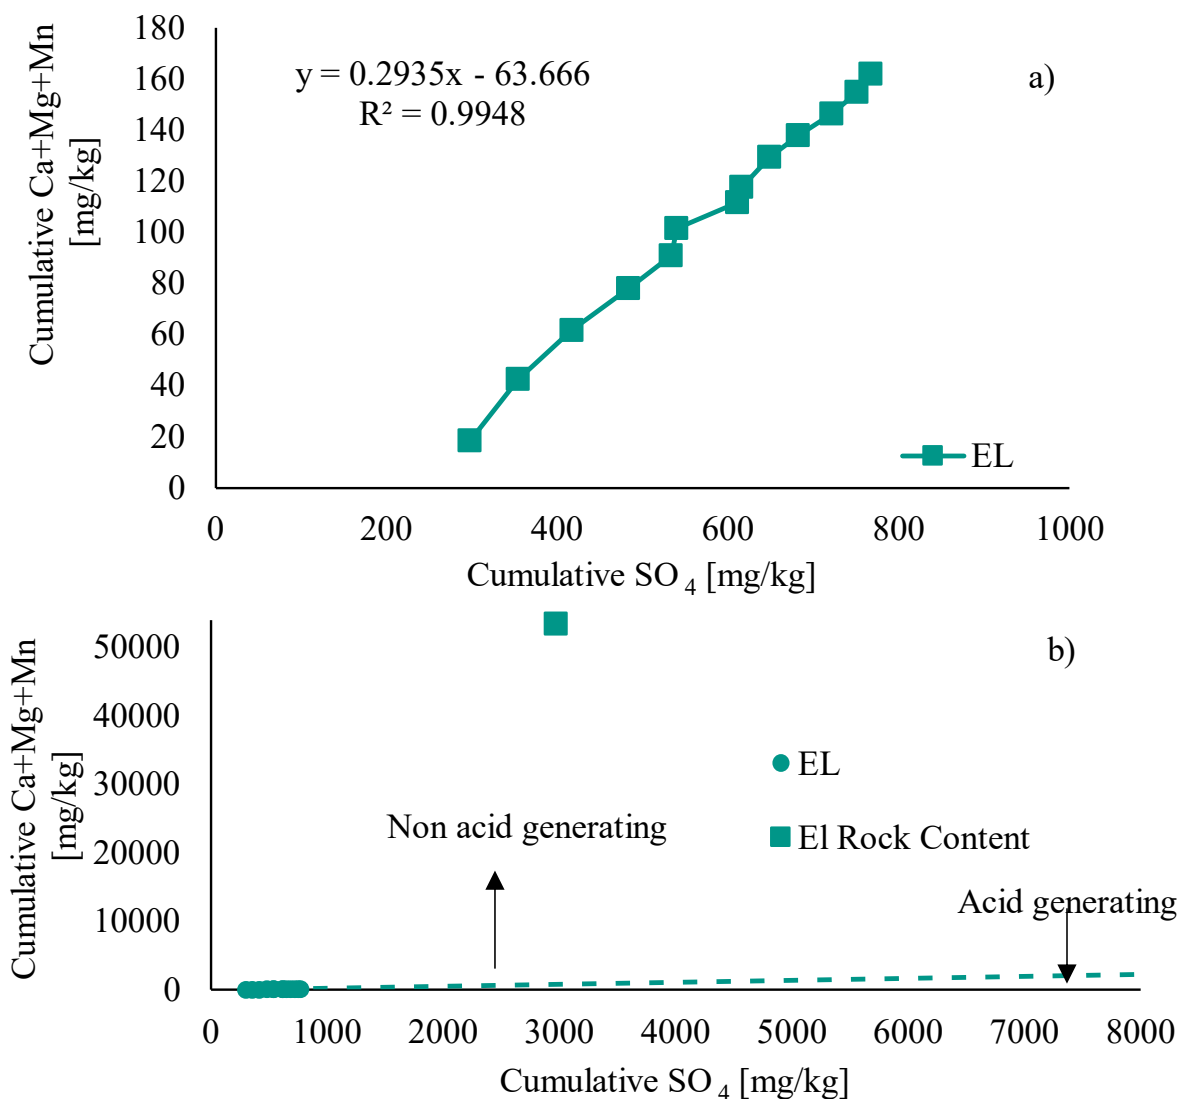 Cumulative Ca+Mg+Mn
[mg/kg]
180
160
140
120
100
80
60
40
20
0
y = 0.2935x - 63.666
R² = 0.9948
a)
EL
0 200 400 600 800 1000
Cumulative SO 4 [mg/kg]
Cumulative Ca+Mg+Mn
[mg/kg]
50000
40000
30000
20000
10000
0
b)
EL
El Rock Content
Non acid generating
Acid generating
0 1000 2000 3000 4000 5000 6000 7000 8000
Cumulative SO 4 [mg/kg]